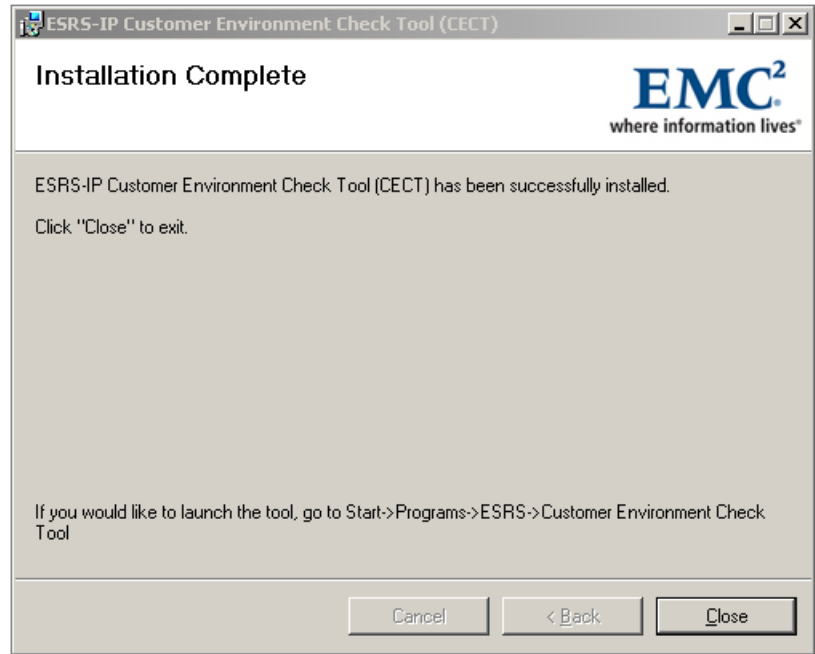 ESRS-IP Customer Environment Check Tool (CECT)
Installation Complete
EMC²
where information lives®
ESRS-IP Customer Environment Check Tool (CECT) has been successfully installed.
Click "Close" to exit.
If you would like to launch the tool, go to Start->Programs->ESRS->Customer Environment Check
Tool
Cancel
< Back
Close